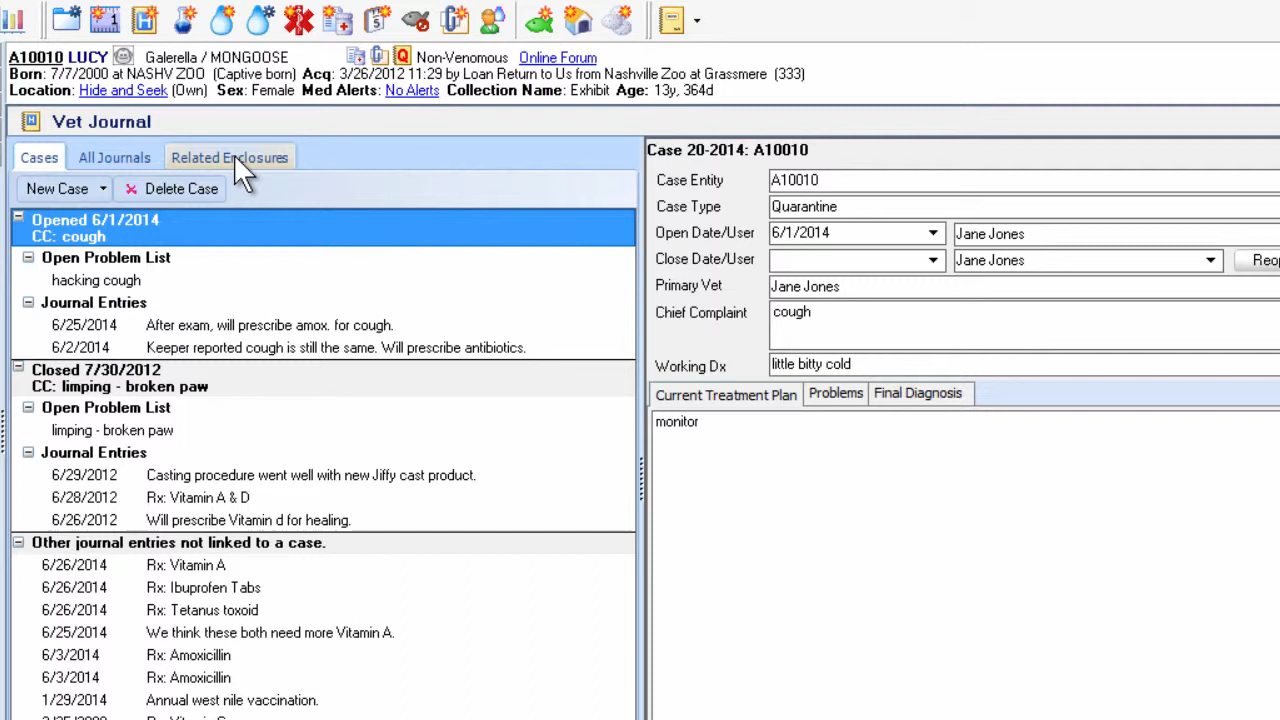 A10010 LUCY Galerella / MONGOOSE Non-Venomous Online Forum
Born: 7/7/2000 at NASHV ZOO (Captive born) Acq: 3/26/2012 11:29 by Loan Return to Us from Nashville Zoo at Grassmere (333)
Location: Hide and Seek (Own) Sex: Female Med Alerts: No Alerts Collection Name: Exhibit Age: 13y, 364d
Vet Journal
Cases All Journals Related Enclosures
New Case Delete Case
Opened 6/1/2014
CC: cough
Open Problem List
hacking cough
Journal Entries
6/25/2014 After exam, will prescribe amox. for cough.
6/2/2014 Keeper reported cough is still the same. Will prescribe antibiotics.
Closed 7/30/2012
CC: limping - broken paw
Open Problem List
limping - broken paw
Journal Entries
6/29/2012 Casting procedure went well with new Jiffy cast product.
6/28/2012 Rx: Vitamin A & D
6/26/2012 Will prescribe Vitamin d for healing.
Other journal entries not linked to a case.
6/26/2014 Rx: Vitamin A
6/26/2014 Rx: Ibuprofen Tabs
6/26/2014 Rx: Tetanus toxoid
6/25/2014 We think these both need more Vitamin A.
6/3/2014 Rx: Amoxicillin
6/3/2014 Rx: Amoxicillin
1/29/2014 Annual west nile vaccination.
Case 20-2014: A10010
Case Entity A10010
Case Type Quarantine
Open Date/User 6/1/2014 Jane Jones
Close Date/User Jane Jones
Primary Vet Jane Jones
Chief Complaint cough
Working Dx little bitty cold
Current Treatment Plan Problems Final Diagnosis
monitor